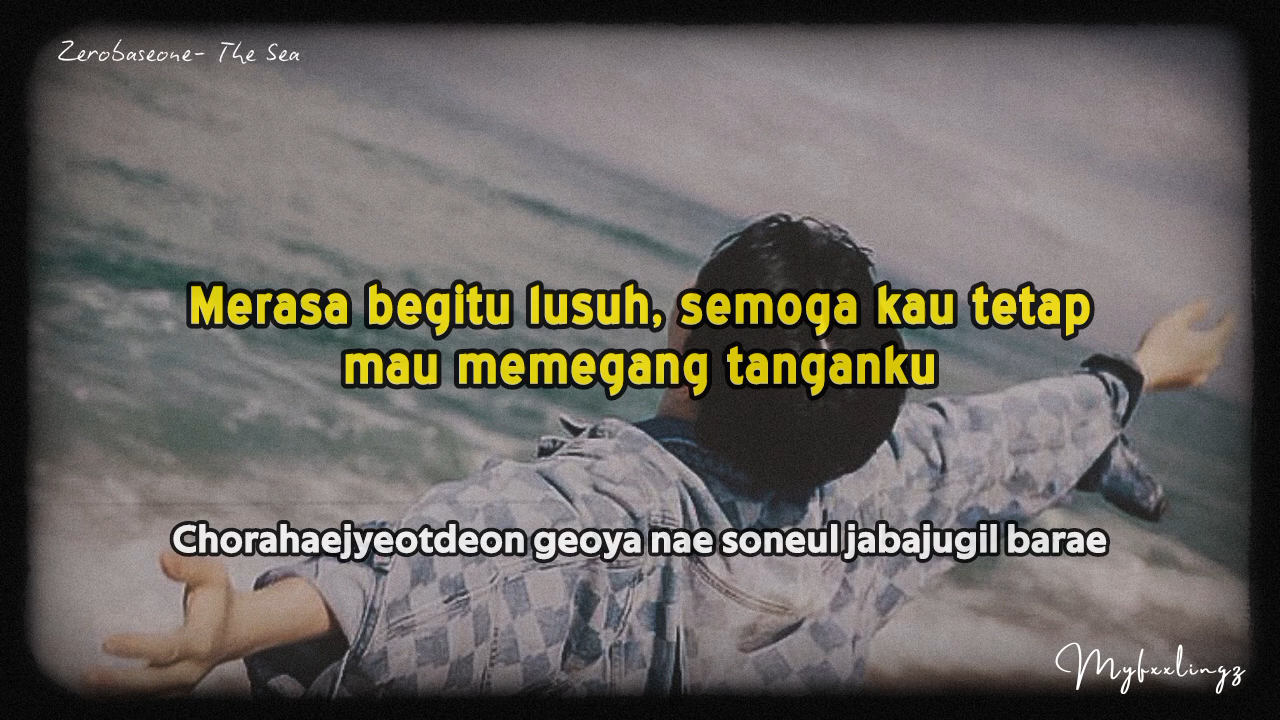 Zerobaseone- The Sea
Merasa begitu lusuh, semoga kau tetap
mau memegang tanganku
Chorahaejyeotdeon geoya nae soneul jabajugil barae
Myfxxlingz